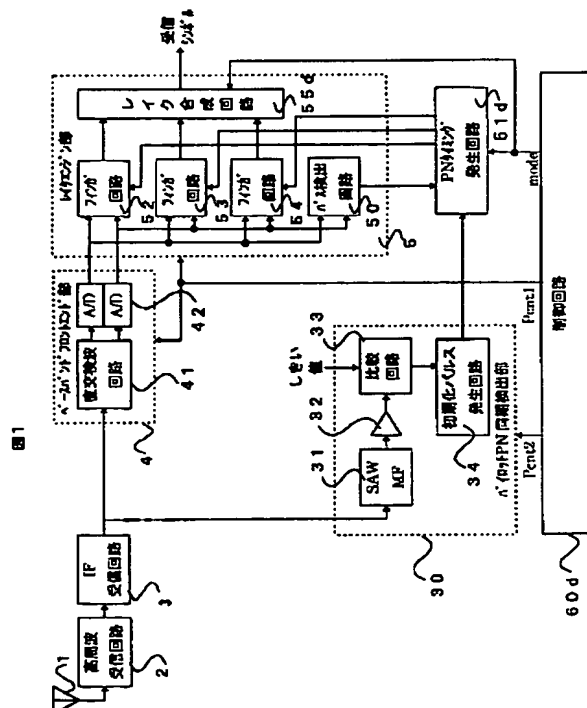 図1
1
高周波
受信回路
2
IF
受信回路
3
ベースバンドフロントエンド部
直交検波
回路
41
A/D
A/D
42
4
レイクエンジン部
フィンガ
回路
52
フィンガ
回路
53
フィンガ
回路
54
パス検出
回路
50
レイク合成回路
55d
受信
シンボル
5
SAW
MF
31
32
しきい
値
比較
回路
33
初期化パルス
発生回路
34
パイロットPN同期検出部
30
PNタイミング
発生回路
61d
mode
Pcnt1
Pcnt2
制御回路
60d